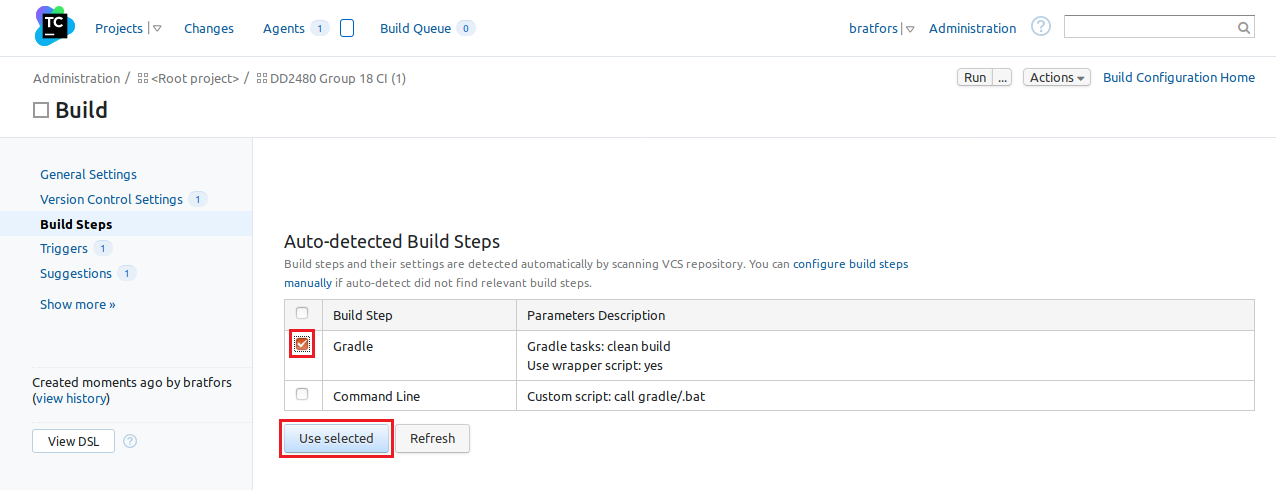 TC
Projects Changes Agents 1 Build Queue 0 bratfors Administration ?
Administration / <Root project> / DD2480 Group 18 CI (1) Run ... Actions Build Configuration Home
Build
General Settings
Version Control Settings 1
Build Steps
Triggers 1
Suggestions 1
Show more »
Created moments ago by bratfors
(view history)
View DSL ?
Auto-detected Build Steps
Build steps and their settings are detected automatically by scanning VCS repository. You can configure build steps
manually if auto-detect did not find relevant build steps.
Build Step Parameters Description
Gradle Gradle tasks: clean build
Use wrapper script: yes
Command Line Custom script: call gradle/.bat
Use selected Refresh